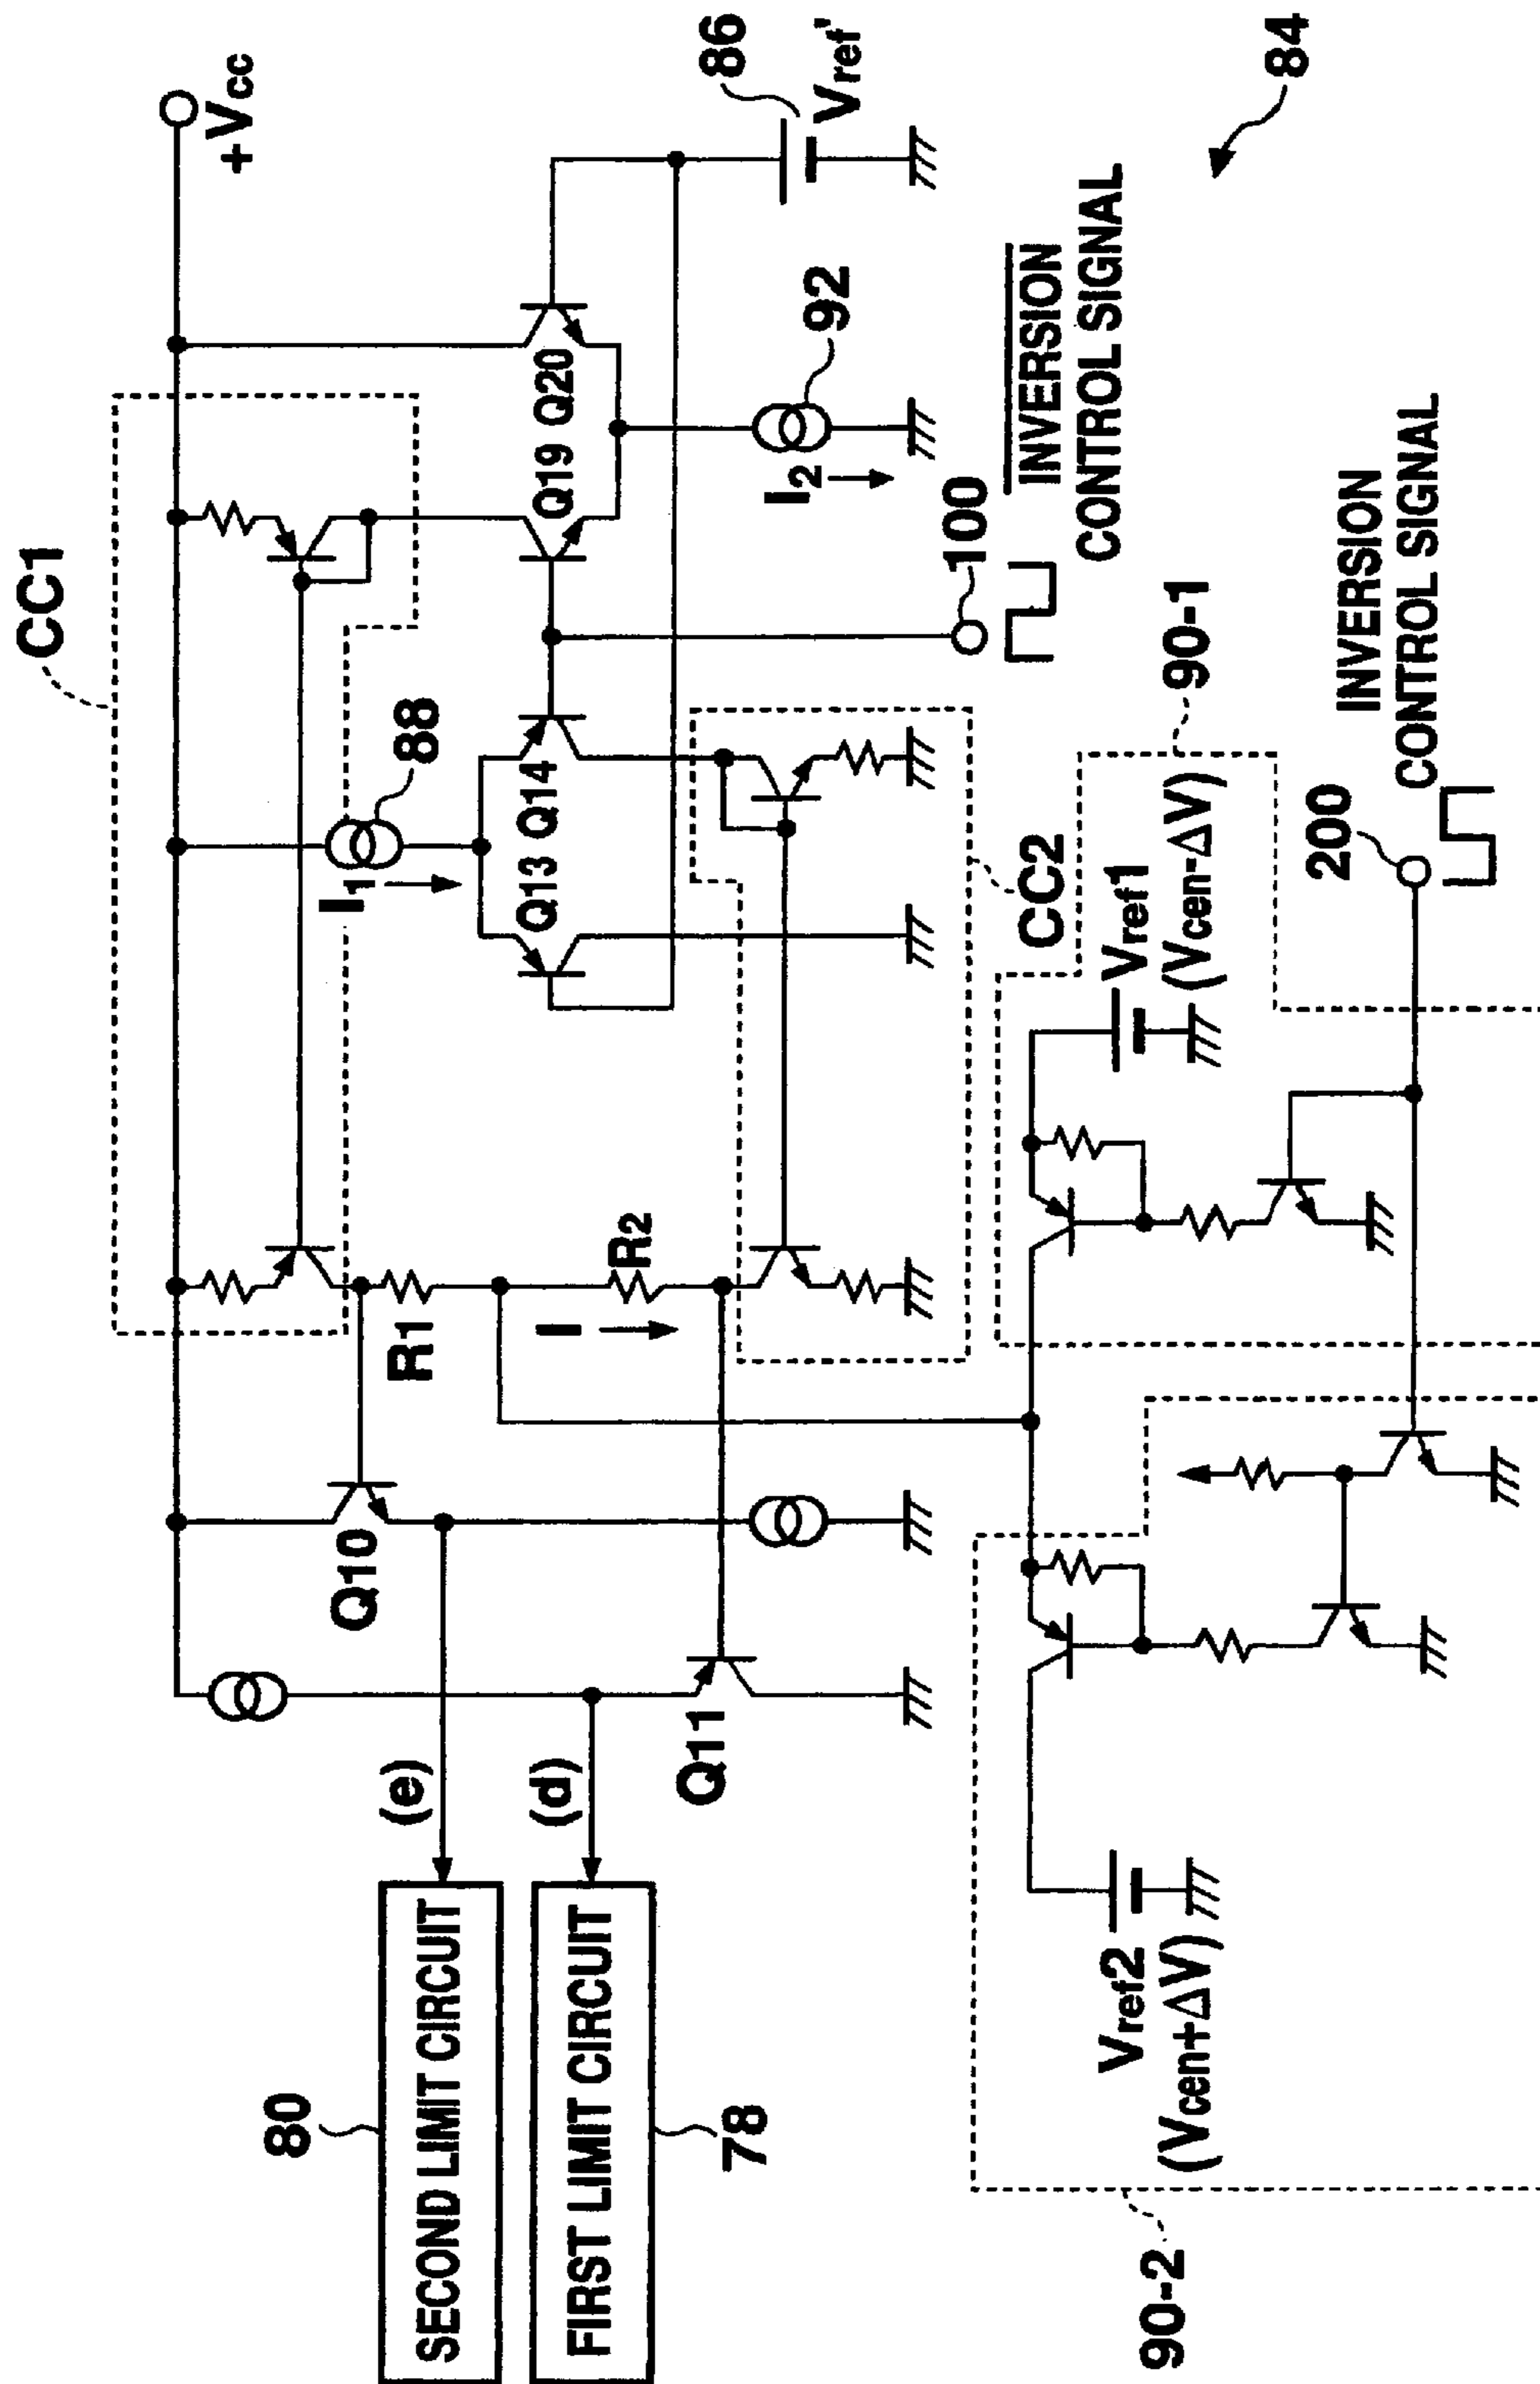 CC1
+Vcc
I1
88
Q10
R1
R2
I
Q13
Q14
Q19
Q20
86
Vref'
92
I2
100
INVERSION
CONTROL SIGNAL
84
(e)
(d)
Q11
80
SECOND LIMIT CIRCUIT
FIRST LIMIT CIRCUIT
78
CC2
90-1
Vref1
(Vcen-ΔV)
200
INVERSION
CONTROL SIGNAL
Vref2
(Vcen+ΔV)
90-2